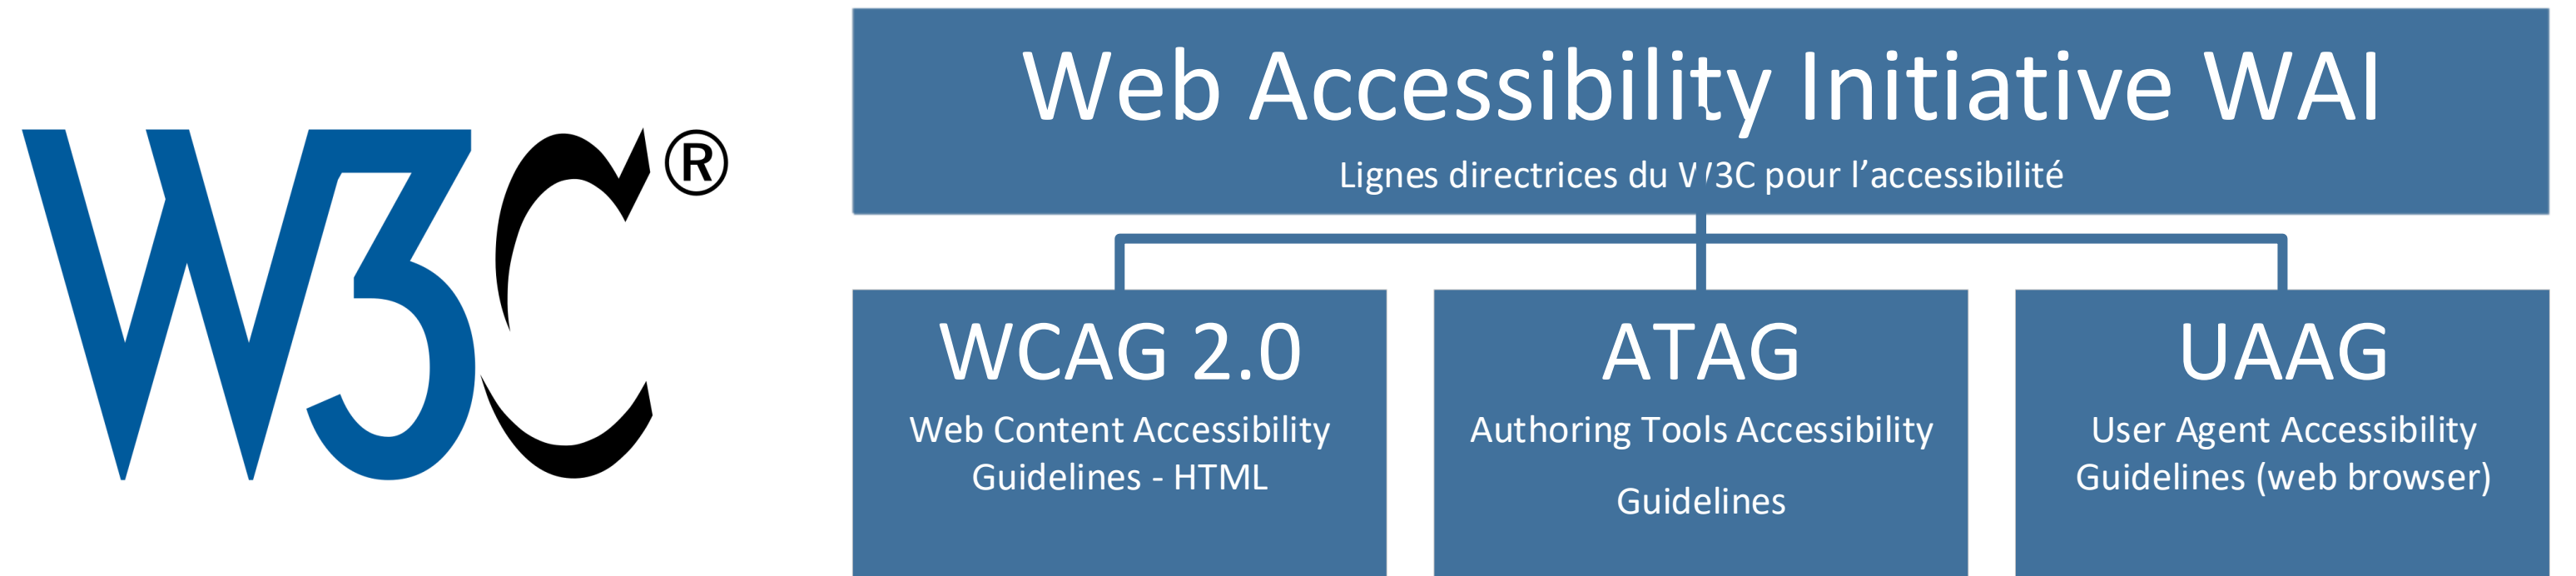 W3C®
Web Accessibility Initiative WAI
Lignes directrices du W3C pour l’accessibilité
WCAG 2.0
Web Content Accessibility
Guidelines - HTML
ATAG
Authoring Tools Accessibility
Guidelines
UAAG
User Agent Accessibility
Guidelines (web browser)